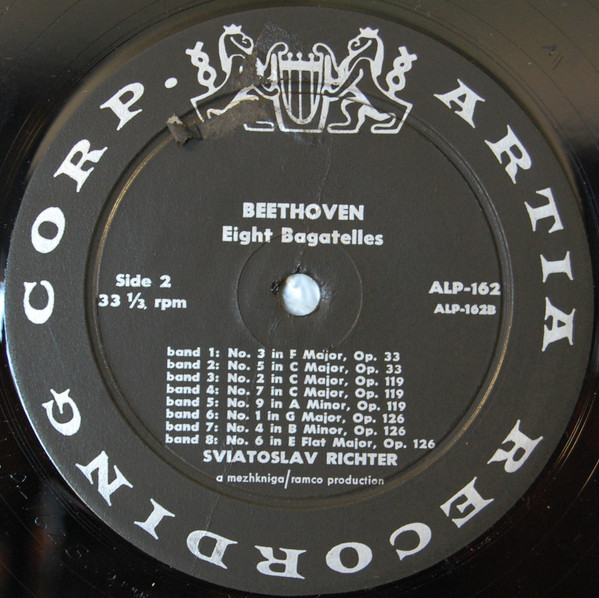 ARTIA RECORDING CORP.
BEETHOVEN
Eight Bagatelles
Side 2
33 1/3, rpm
ALP-162
ALP-162B
band 1: No. 3 in F Major, Op. 33
band 2: No. 5 in C Major, Op. 33
band 3: No. 2 in C Major, Op. 119
band 4: No. 7 in C Major, Op. 119
band 5: No. 9 in A Minor, Op. 119
band 6: No. 1 in G Major, Op. 126
band 7: No. 4 in B Minor, Op. 126
band 8: No. 6 in E Flat Major, Op. 126
SVIATOSLAV RICHTER
a mezhkniga/ramco production